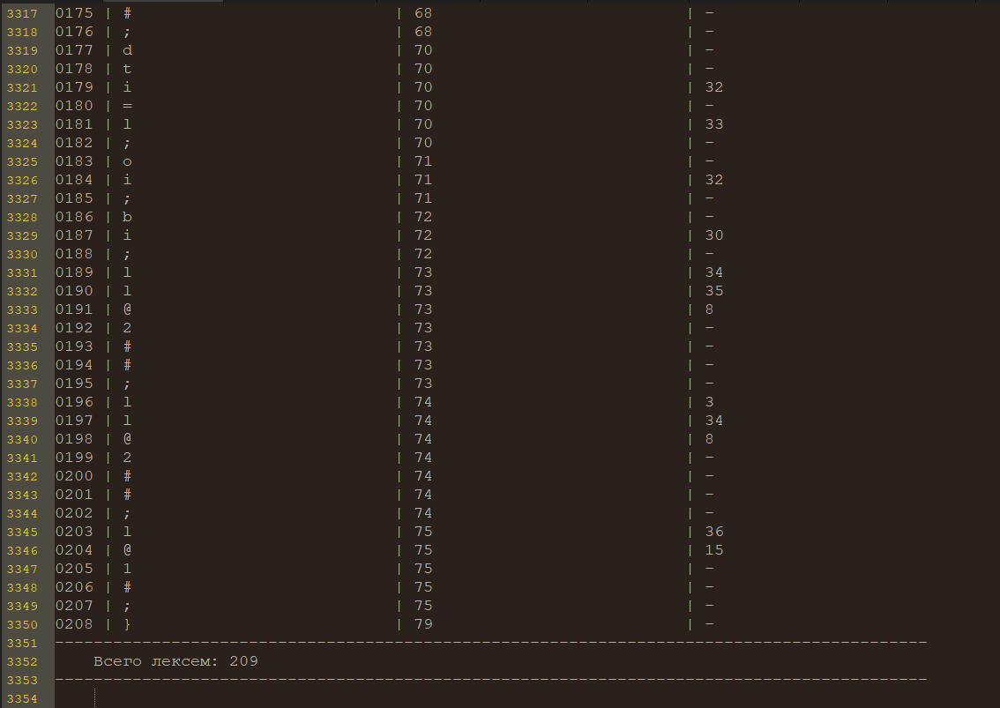 3317 0175 | # | 68 | -
3318 0176 | ; | 68 | -
3319 0177 | d | 70 | -
3320 0178 | t | 70 | -
3321 0179 | i | 70 | 32
3322 0180 | = | 70 | -
3323 0181 | l | 70 | 33
3324 0182 | ; | 70 | -
3325 0183 | o | 71 | -
3326 0184 | i | 71 | 32
3327 0185 | ; | 71 | -
3328 0186 | b | 72 | -
3329 0187 | i | 72 | 30
3330 0188 | ; | 72 | -
3331 0189 | l | 73 | 34
3332 0190 | l | 73 | 35
3333 0191 | @ | 73 | 8
3334 0192 | 2 | 73 | -
3335 0193 | # | 73 | -
3336 0194 | # | 73 | -
3337 0195 | ; | 73 | -
3338 0196 | l | 74 | 3
3339 0197 | l | 74 | 34
3340 0198 | @ | 74 | 8
3341 0199 | 2 | 74 | -
3342 0200 | # | 74 | -
3343 0201 | # | 74 | -
3344 0202 | ; | 74 | -
3345 0203 | l | 75 | 36
3346 0204 | @ | 75 | 15
3347 0205 | 1 | 75 | -
3348 0206 | # | 75 | -
3349 0207 | ; | 75 | -
3350 0208 | } | 79 | -
3351 ------------------------------------------------------------------------------------------
3352 Всего лексем: 209
3353 ------------------------------------------------------------------------------------------
3354